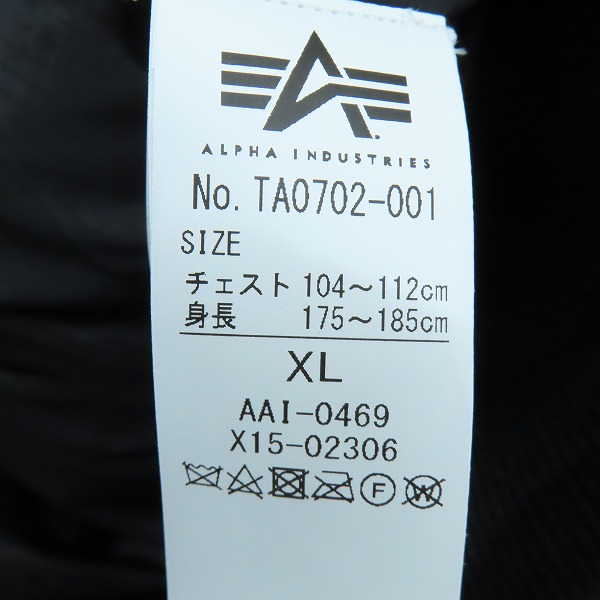 ALPHA INDUSTRIES
No. TA0702-001
SIZE
チェスト 104～112cm
身長 175～185cm
XL
AAI-0469
X15-02306
F W